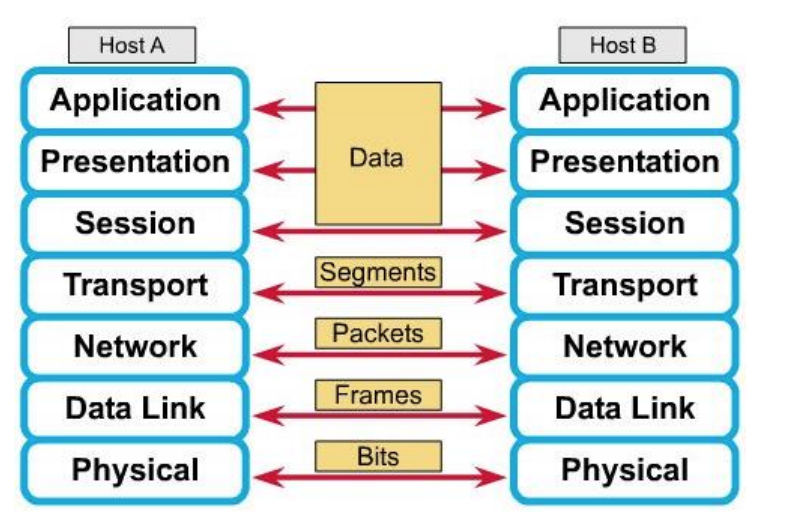 Host A
Host B
Application
Application
Presentation
Data
Presentation
Session
Session
Segments
Transport
Transport
Packets
Network
Network
Frames
Data Link
Data Link
Bits
Physical
Physical